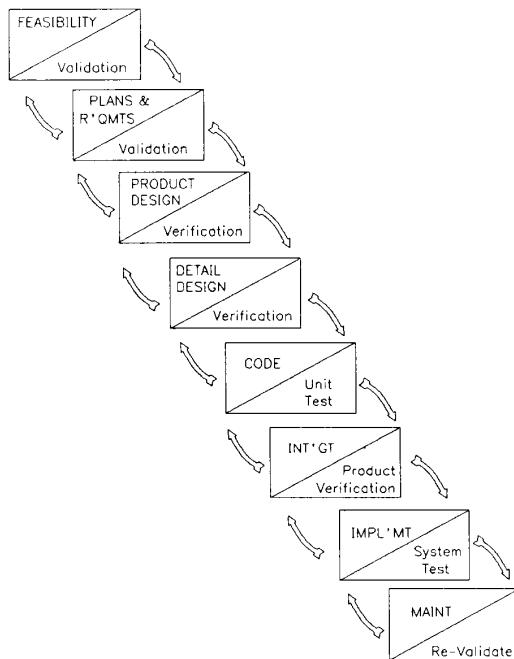 FEASIBILITY
Validation
PLANS &
R'QMTS
Validation
PRODUCT
DESIGN
Verification
DETAIL
DESIGN
Verification
CODE
Unit
Test
INT'GT
Product
Verification
IMPL'MT
System
Test
MAINT
Re-Validate